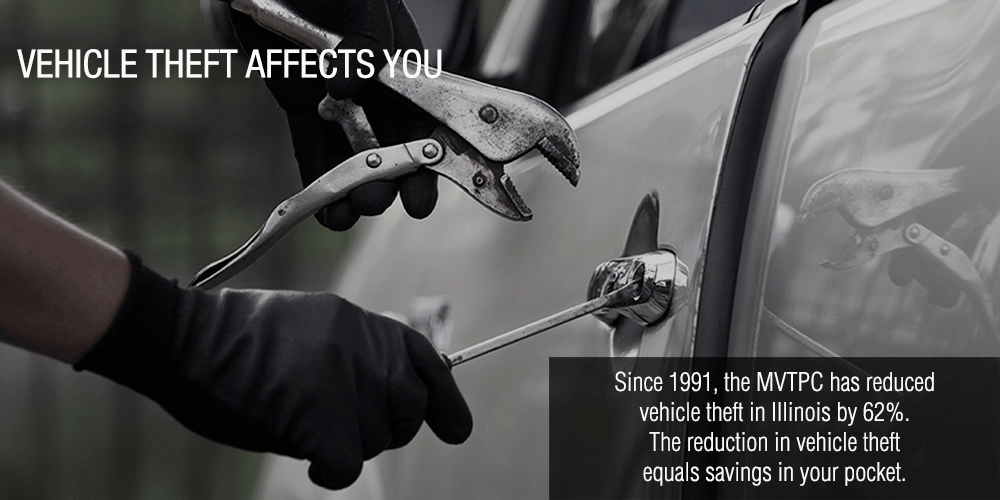 VEHICLE THEFT AFFECTS YOU
Since 1991, the MVTPC has reduced
vehicle theft in Illinois by 62%.
The reduction in vehicle theft
equals savings in your pocket.